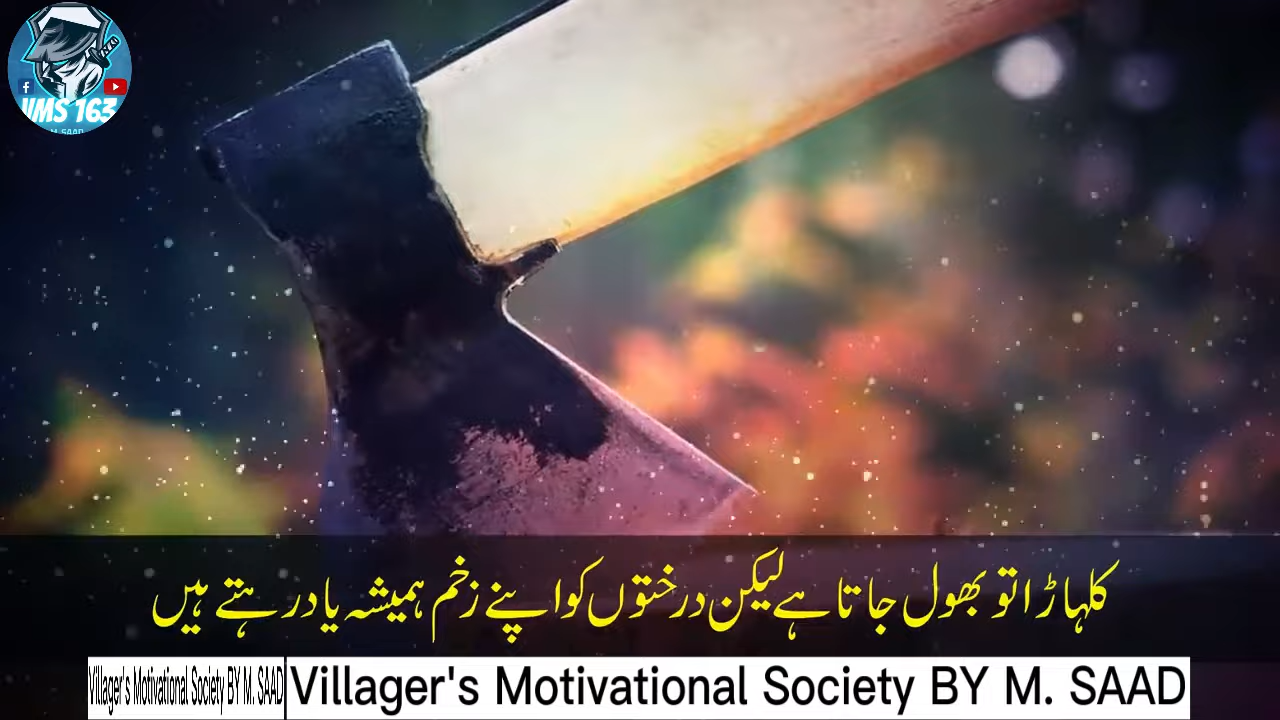 VMS 163
M. SAAD
کلہاڑا تو بھول جاتا ہے لیکن درختوں کو اپنے زخم ہمیشہ یاد رہتے ہیں
Villager's Motivational Society BY M. SAAD
Villager's Motivational Society BY M. SAAD